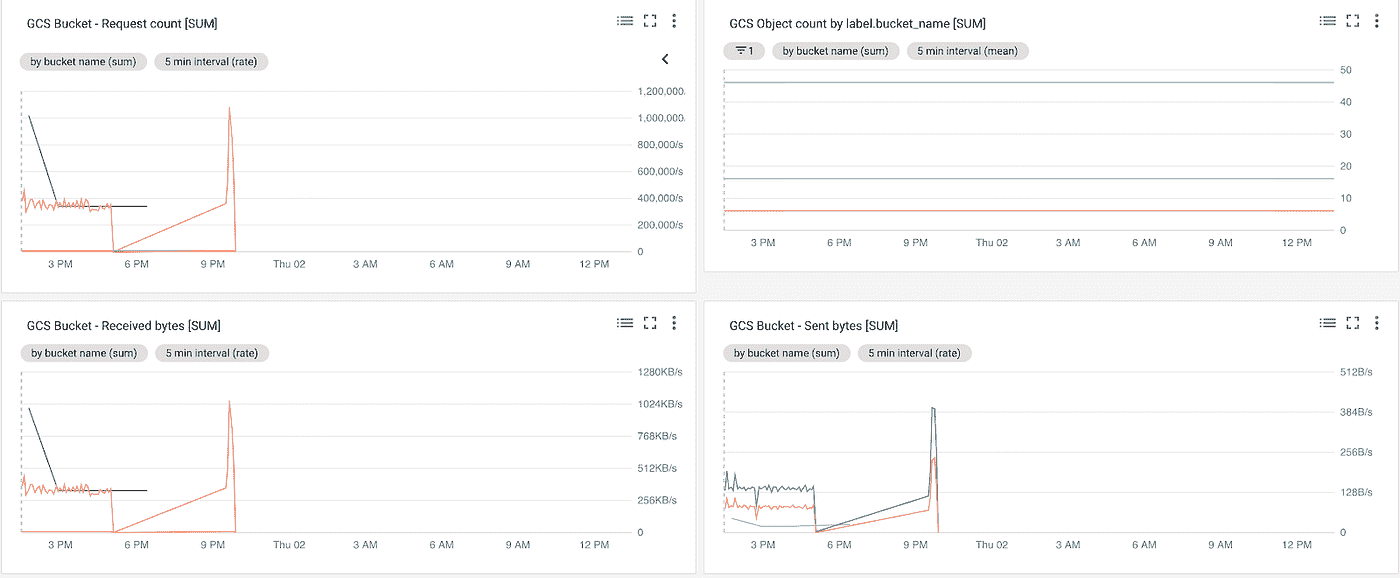 GCS Bucket - Request count [SUM]
by bucket name (sum) 5 min interval (rate)
1,200,000.
1,000,000.
800,000/s
600,000/s
400,000/s
200,000/s
0
3 PM 6 PM 9 PM Thu 02 3 AM 6 AM 9 AM 12 PM
GCS Object count by label.bucket_name [SUM]
1 by bucket name (sum) 5 min interval (mean)
50
40
30
20
10
0
3 PM 6 PM 9 PM Thu 02 3 AM 6 AM 9 AM 12 PM
GCS Bucket - Received bytes [SUM]
by bucket name (sum) 5 min interval (rate)
1280KB/s
1024KB/s
768KB/s
512KB/s
256KB/s
0
3 PM 6 PM 9 PM Thu 02 3 AM 6 AM 9 AM 12 PM
GCS Bucket - Sent bytes [SUM]
by bucket name (sum) 5 min interval (rate)
512B/s
384B/s
256B/s
128B/s
0
3 PM 6 PM 9 PM Thu 02 3 AM 6 AM 9 AM 12 PM